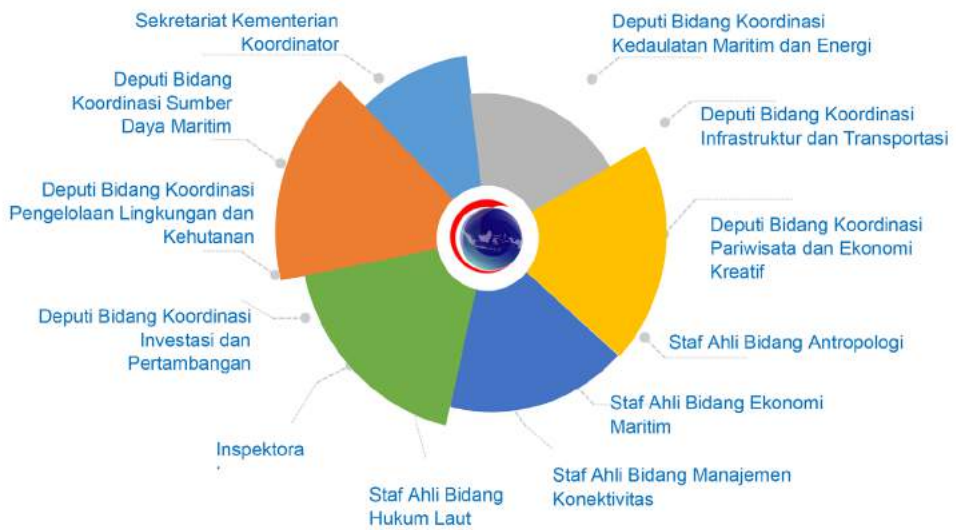 Sekretariat Kementerian
Koordinator
Deputi Bidang
Koordinasi Sumber
Daya Maritim
Deputi Bidang Koordinasi
Pengelolaan Lingkungan dan
Kehutanan
Deputi Bidang Koordinasi
Investasi dan
Pertambangan
Inspektora
Staf Ahli Bidang
Hukum Laut
Deputi Bidang Koordinasi
Kedaulatan Maritim dan Energi
Deputi Bidang Koordinasi
Infrastruktur dan Transportasi
Deputi Bidang Koordinasi
Pariwisata dan Ekonomi
Kreatif
Staf Ahli Bidang Antropologi
Staf Ahli Bidang Ekonomi
Maritim
Staf Ahli Bidang Manajemen
Konektivitas